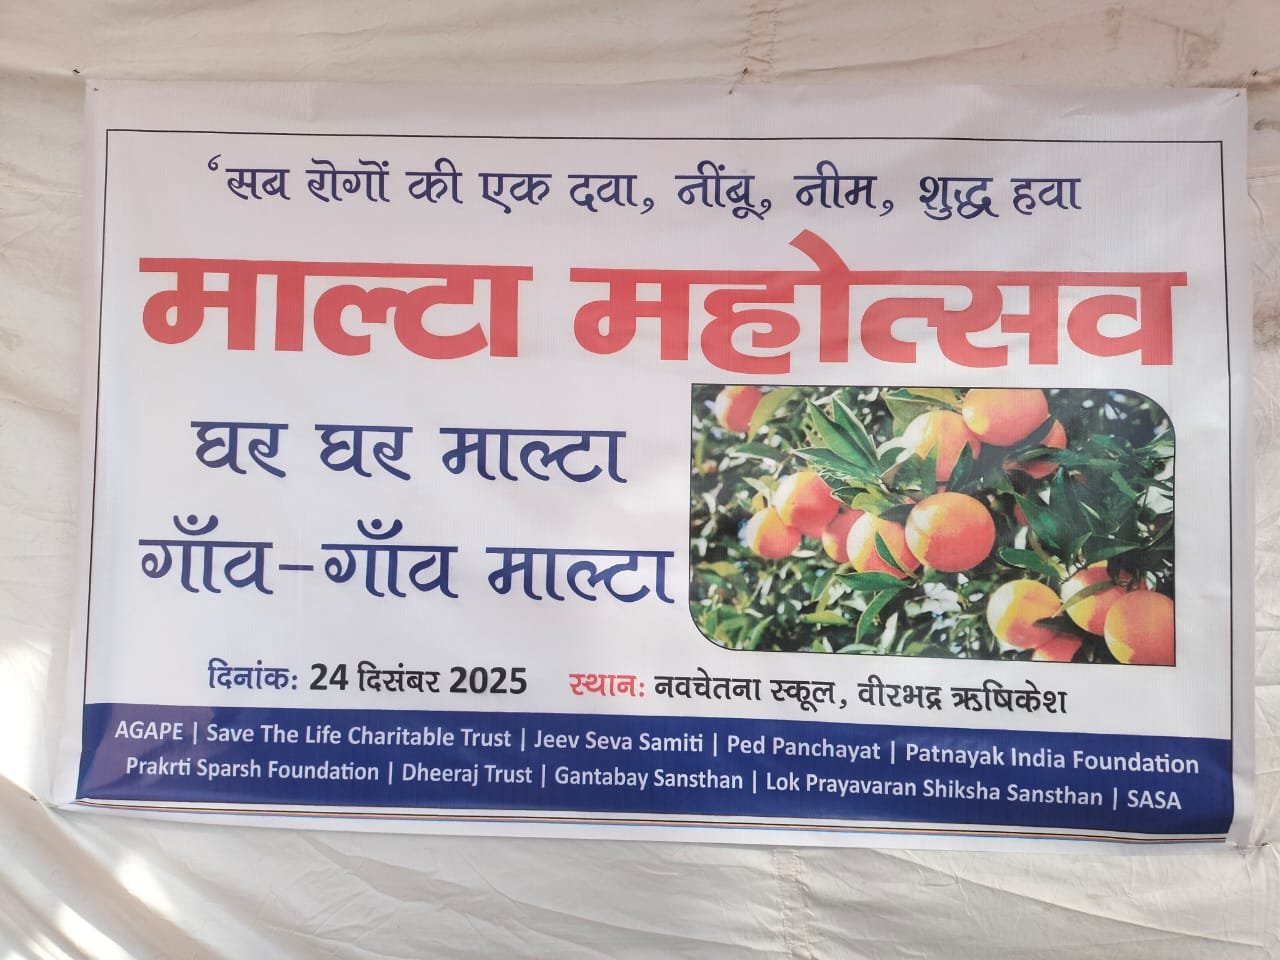 ‘सब रोगों की एक दवा, नींबू, नीम, शुद्ध हवा
माल्टा महोत्सव
घर घर माल्टा
गाँव-गाँव माल्टा
दिनांक: 24 दिसंबर 2025 स्थान: नवचेतना स्कूल, वीरभद्र ऋषिकेश
AGAPE | Save The Life Charitable Trust | Jeev Seva Samiti | Ped Panchayat | Patnayak India Foundation
Prakrti Sparsh Foundation | Dheeraj Trust | Gantabay Sansthan | Lok Prayavaran Shiksha Sansthan | SASA